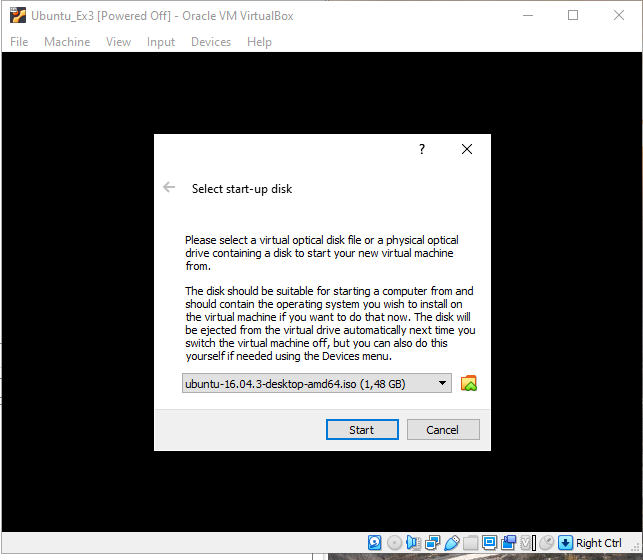 Ubuntu_Ex3 [Powered Off] - Oracle VM VirtualBox
File Machine View Input Devices Help
?
Select start-up disk
Please select a virtual optical disk file or a physical optical
drive containing a disk to start your new virtual machine
from.
The disk should be suitable for starting a computer from and
should contain the operating system you wish to install on
the virtual machine if you want to do that now. The disk will
be ejected from the virtual drive automatically next time you
switch the virtual machine off, but you can also do this
yourself if needed using the Devices menu.
ubuntu-16.04.3-desktop-amd64.iso (1,48 GB)
Start Cancel
Right Ctrl